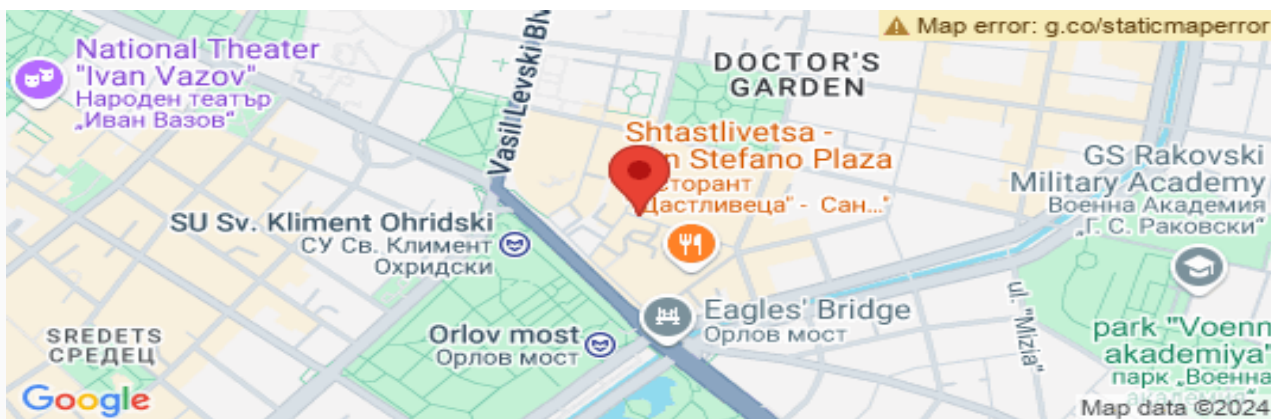 Map error: g.co/staticmaperror
National Theater
"Ivan Vazov"
Народен театър
„Иван Вазов"
Vasil Levski Blv
DOCTOR'S
GARDEN
Shtastlivetsa -
n Stefano Plaza
сторант
Щастливеца" - Сан..."
GS Rakovski
Military Academy
Военна Академия
„Г. С. Раковски"
SU Sv. Kliment Ohridski
СУ Св. Климент
Охридски
Eagles' Bridge
Орлов мост
Orlov most
Орлов мост
ul. "Mizia"
SREDETS
СРЕДЕЦ
park "Voenn
akademiya"
парк „Военна
академия"
Google
Map data ©2024